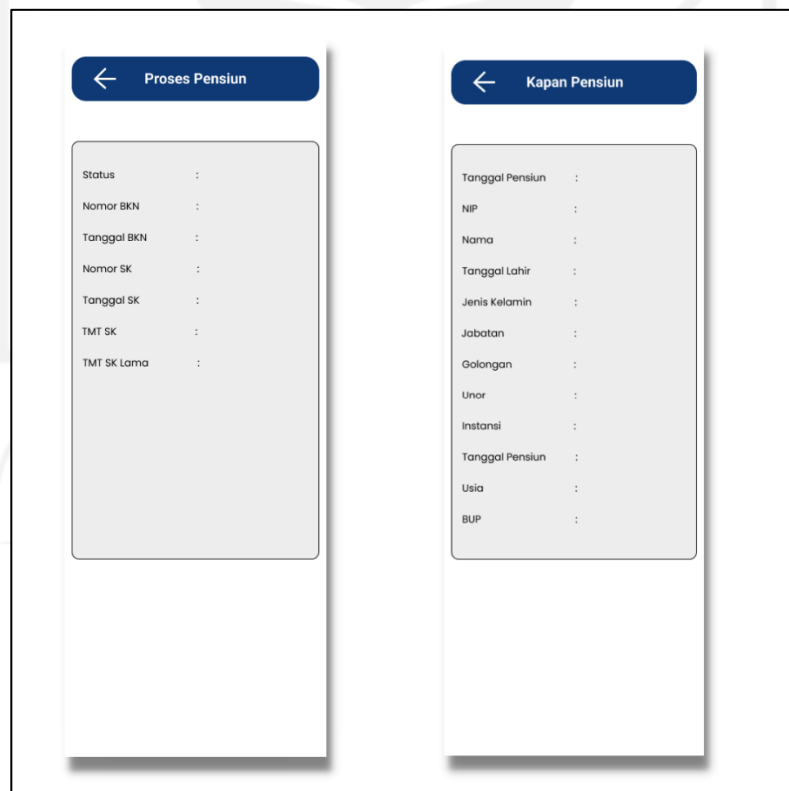 Proses Pensiun
Status :
Nomor BKN :
Tanggal BKN :
Nomor SK :
Tanggal SK :
TMT SK :
TMT SK Lama :
Kapan Pensiun
Tanggal Pensiun :
NIP :
Nama :
Tanggal Lahir :
Jenis Kelamin :
Jabatan :
Golongan :
Unor :
Instansi :
Tanggal Pensiun :
Usia :
BUP :